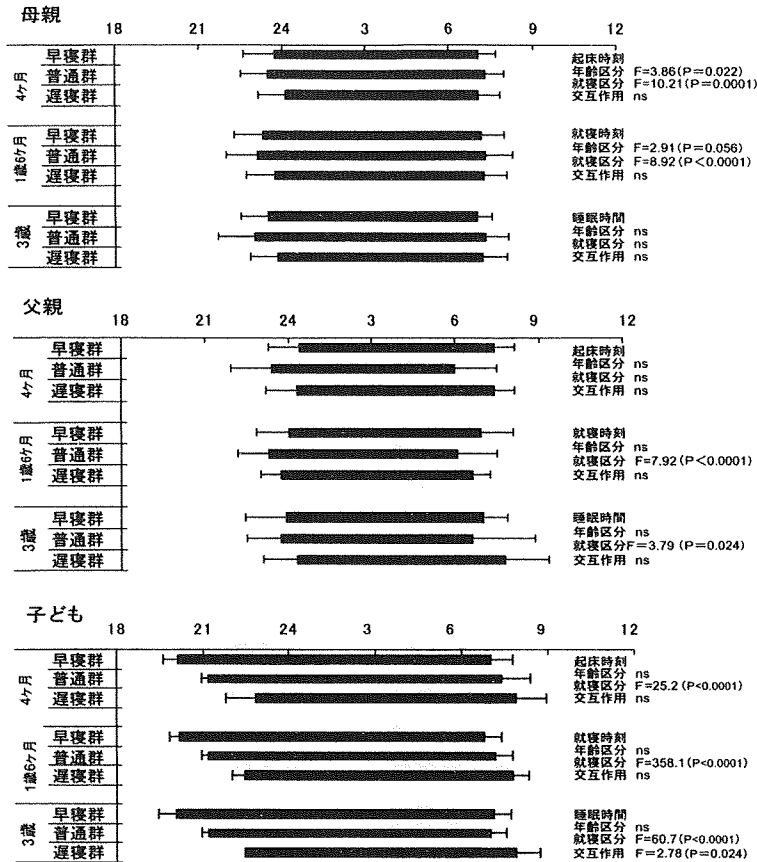 母親
18 21 24 3 6 9 12
4ケ月
早寝群
普通群
遅寝群
起床時刻
年齢区分 F=3.86(P=0.022)
就寝区分 F=10.21(P=0.0001)
交互作用 ns
1歳6ケ月
早寝群
普通群
遅寝群
就寝時刻
年齢区分 F=2.91(P=0.056)
就寝区分 F=8.92(P<0.0001)
交互作用 ns
3歳
早寝群
普通群
遅寝群
睡眠時間
年齢区分 ns
就寝区分 ns
交互作用 ns
父親
18 21 24 3 6 9 12
4ケ月
早寝群
普通群
遅寝群
起床時刻
年齢区分 ns
就寝区分 ns
交互作用 ns
1歳6ケ月
早寝群
普通群
遅寝群
就寝時刻
年齢区分 ns
就寝区分 F=7.92(P<0.0001)
交互作用 ns
3歳
早寝群
普通群
遅寝群
睡眠時間
年齢区分 ns
就寝区分F=3.79 (P=0.024)
交互作用 ns
子ども
18 21 24 3 6 9 12
4ケ月
早寝群
普通群
遅寝群
起床時刻
年齢区分 ns
就寝区分 F=25.2(P<0.0001)
交互作用 ns
1歳6ケ月
早寝群
普通群
遅寝群
就寝時刻
年齢区分 ns
就寝区分 F=358.1(P<0.0001)
交互作用 ns
3歳
早寝群
普通群
遅寝群
睡眠時間
年齢区分 ns
就寝区分 F=60.7(P<0.0001)
交互作用 F=2.78(P=0.024)